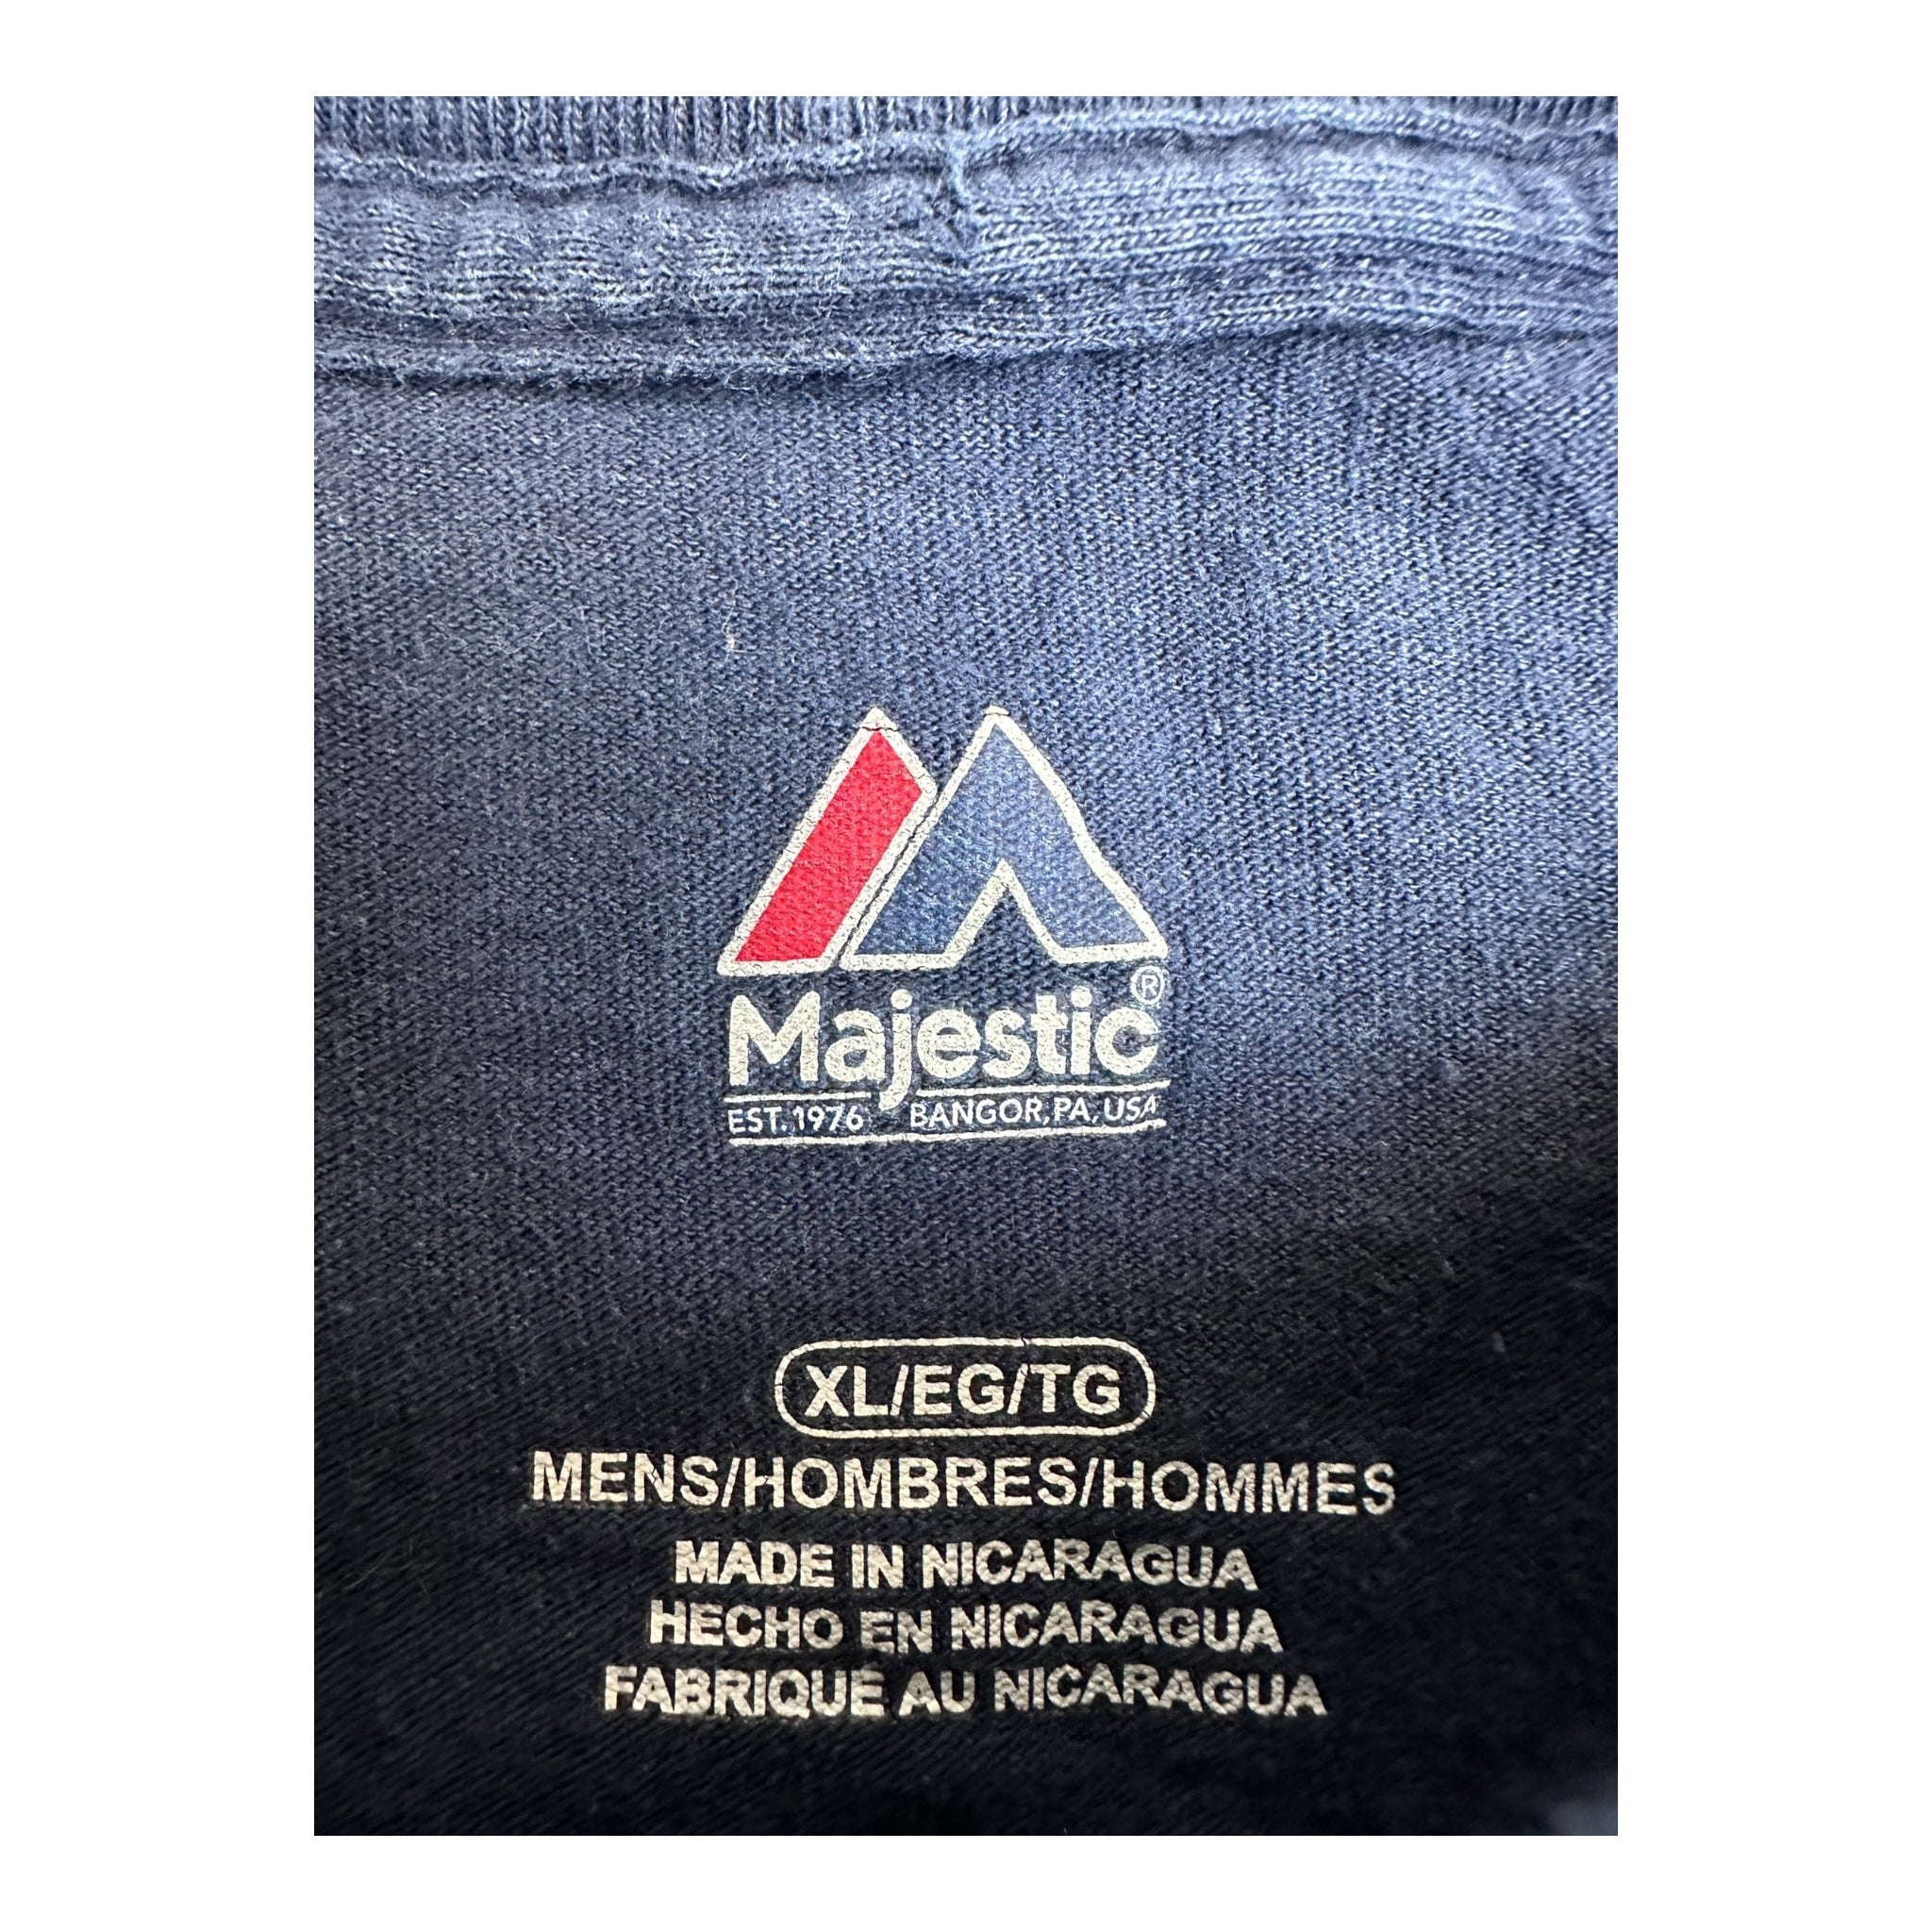 Majestic®
EST. 1976 BANGOR, PA, USA
XL/EG/TG
MENS/HOMBRES/HOMMES
MADE IN NICARAGUA
HECHO EN NICARAGUA
FABRIQUÉ AU NICARAGUA